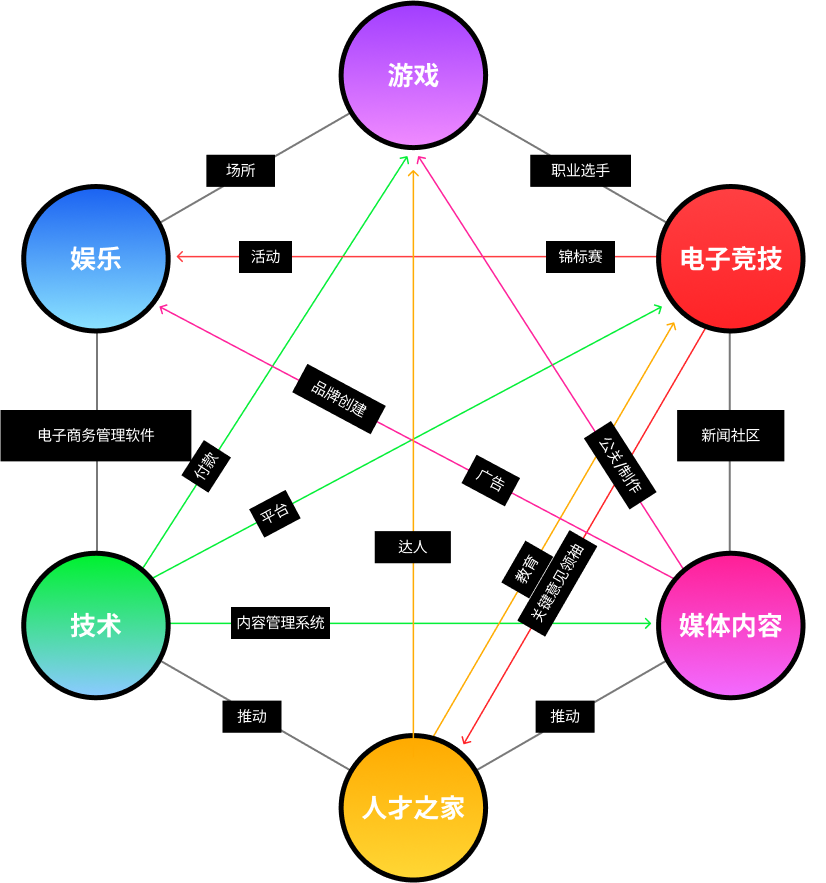 游戏
场所
职业选手
娱乐
活动
锦标赛
电子竞技
品牌创建
电子商务管理软件
付款
广告
公关/制作
新闻社区
平台
达人
教育
关键意见领袖
技术
内容管理系统
媒体内容
推动
推动
人才之家